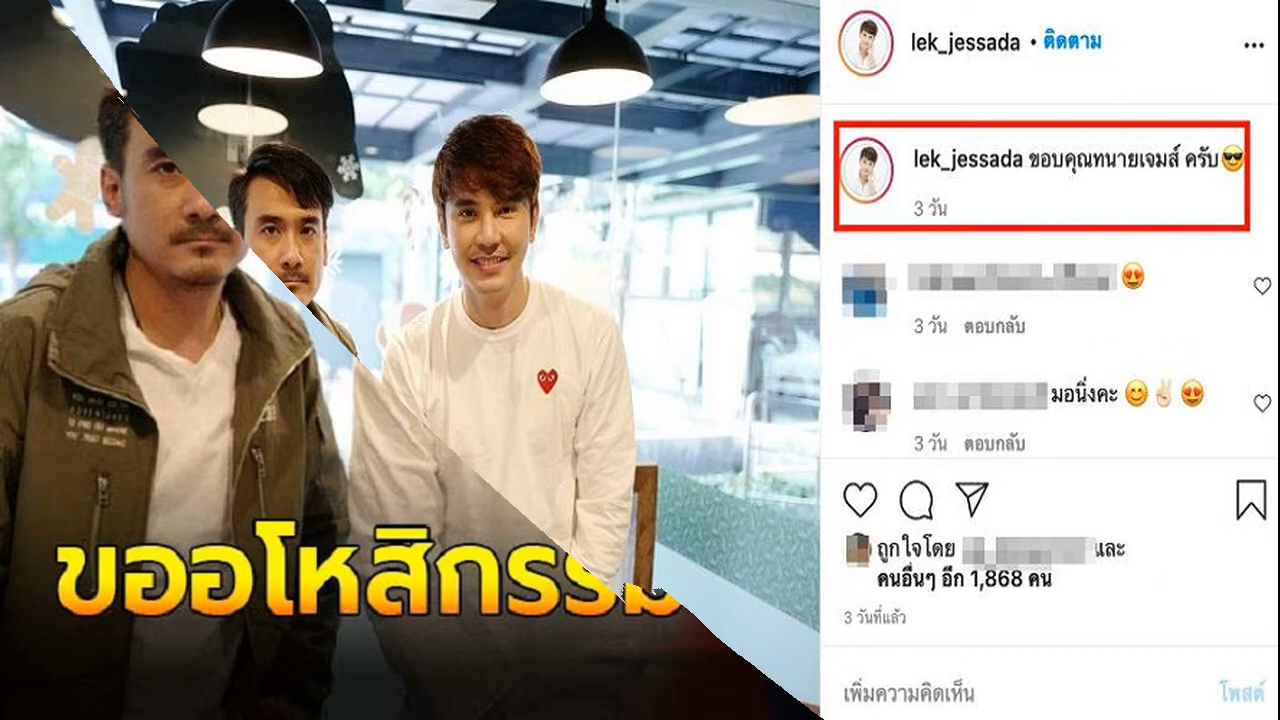 ขออโหสิกรรม
lek_jessada • ติดตาม
lek_jessada ขอบคุณทนายเจมส์ ครับ😎
3 วัน
😍
3 วัน ตอบกลับ
มอนิ่งคะ 😊✌🏻😍
3 วัน ตอบกลับ
ถูกใจโดย และ
คนอื่นๆ อีก 1,868 คน
3 วันที่แล้ว
เพิ่มความคิดเห็น โพสต์